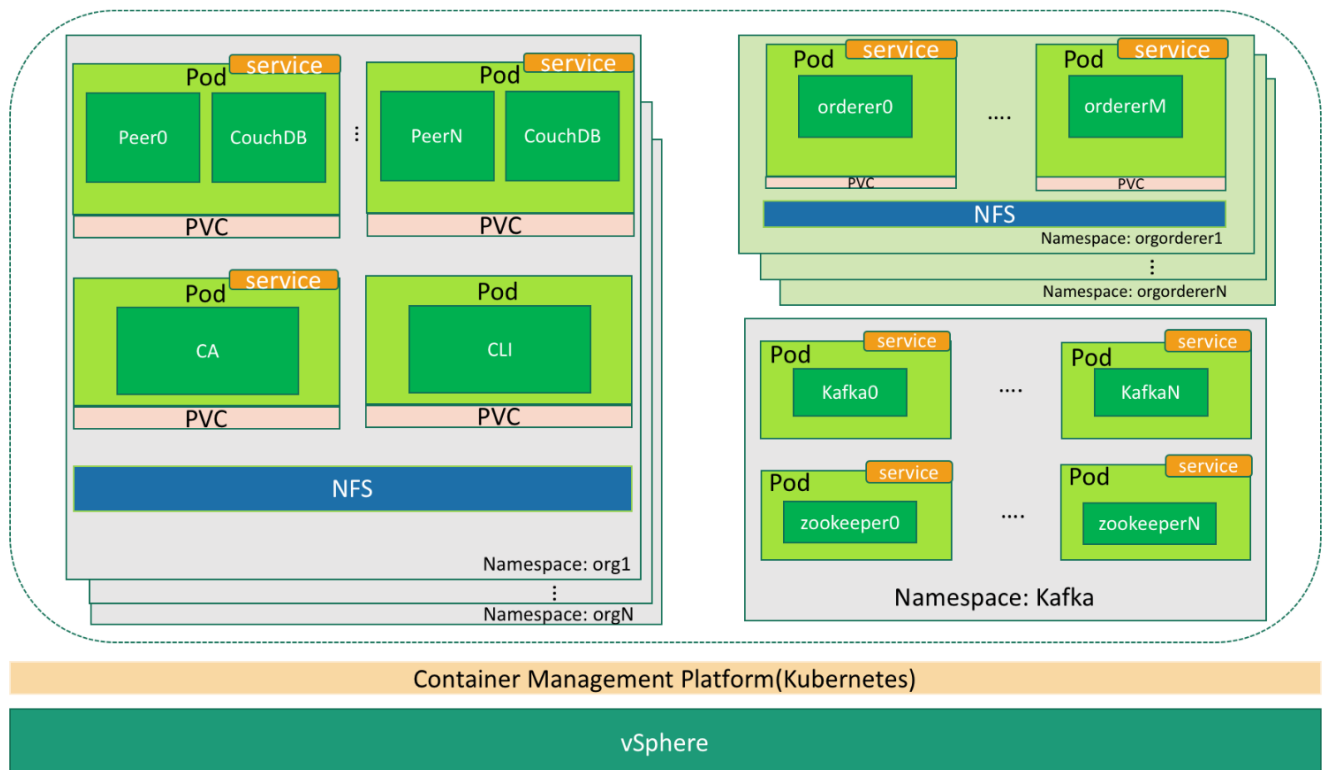 service
Pod
Peer0
CouchDB
PVC
⋮
service
Pod
PeerN
CouchDB
PVC
service
Pod
CA
PVC
Pod
CLI
PVC
NFS
Namespace: org1
⋮
Namespace: orgN
service
Pod
orderer0
PVC
....
service
Pod
ordererM
PVC
NFS
Namespace: orgorderer1
⋮
Namespace: orgordererN
service
Pod
Kafka0
....
service
Pod
KafkaN
service
Pod
zookeeper0
....
service
Pod
zookeeperN
Namespace: Kafka
Container Management Platform(Kubernetes)
vSphere